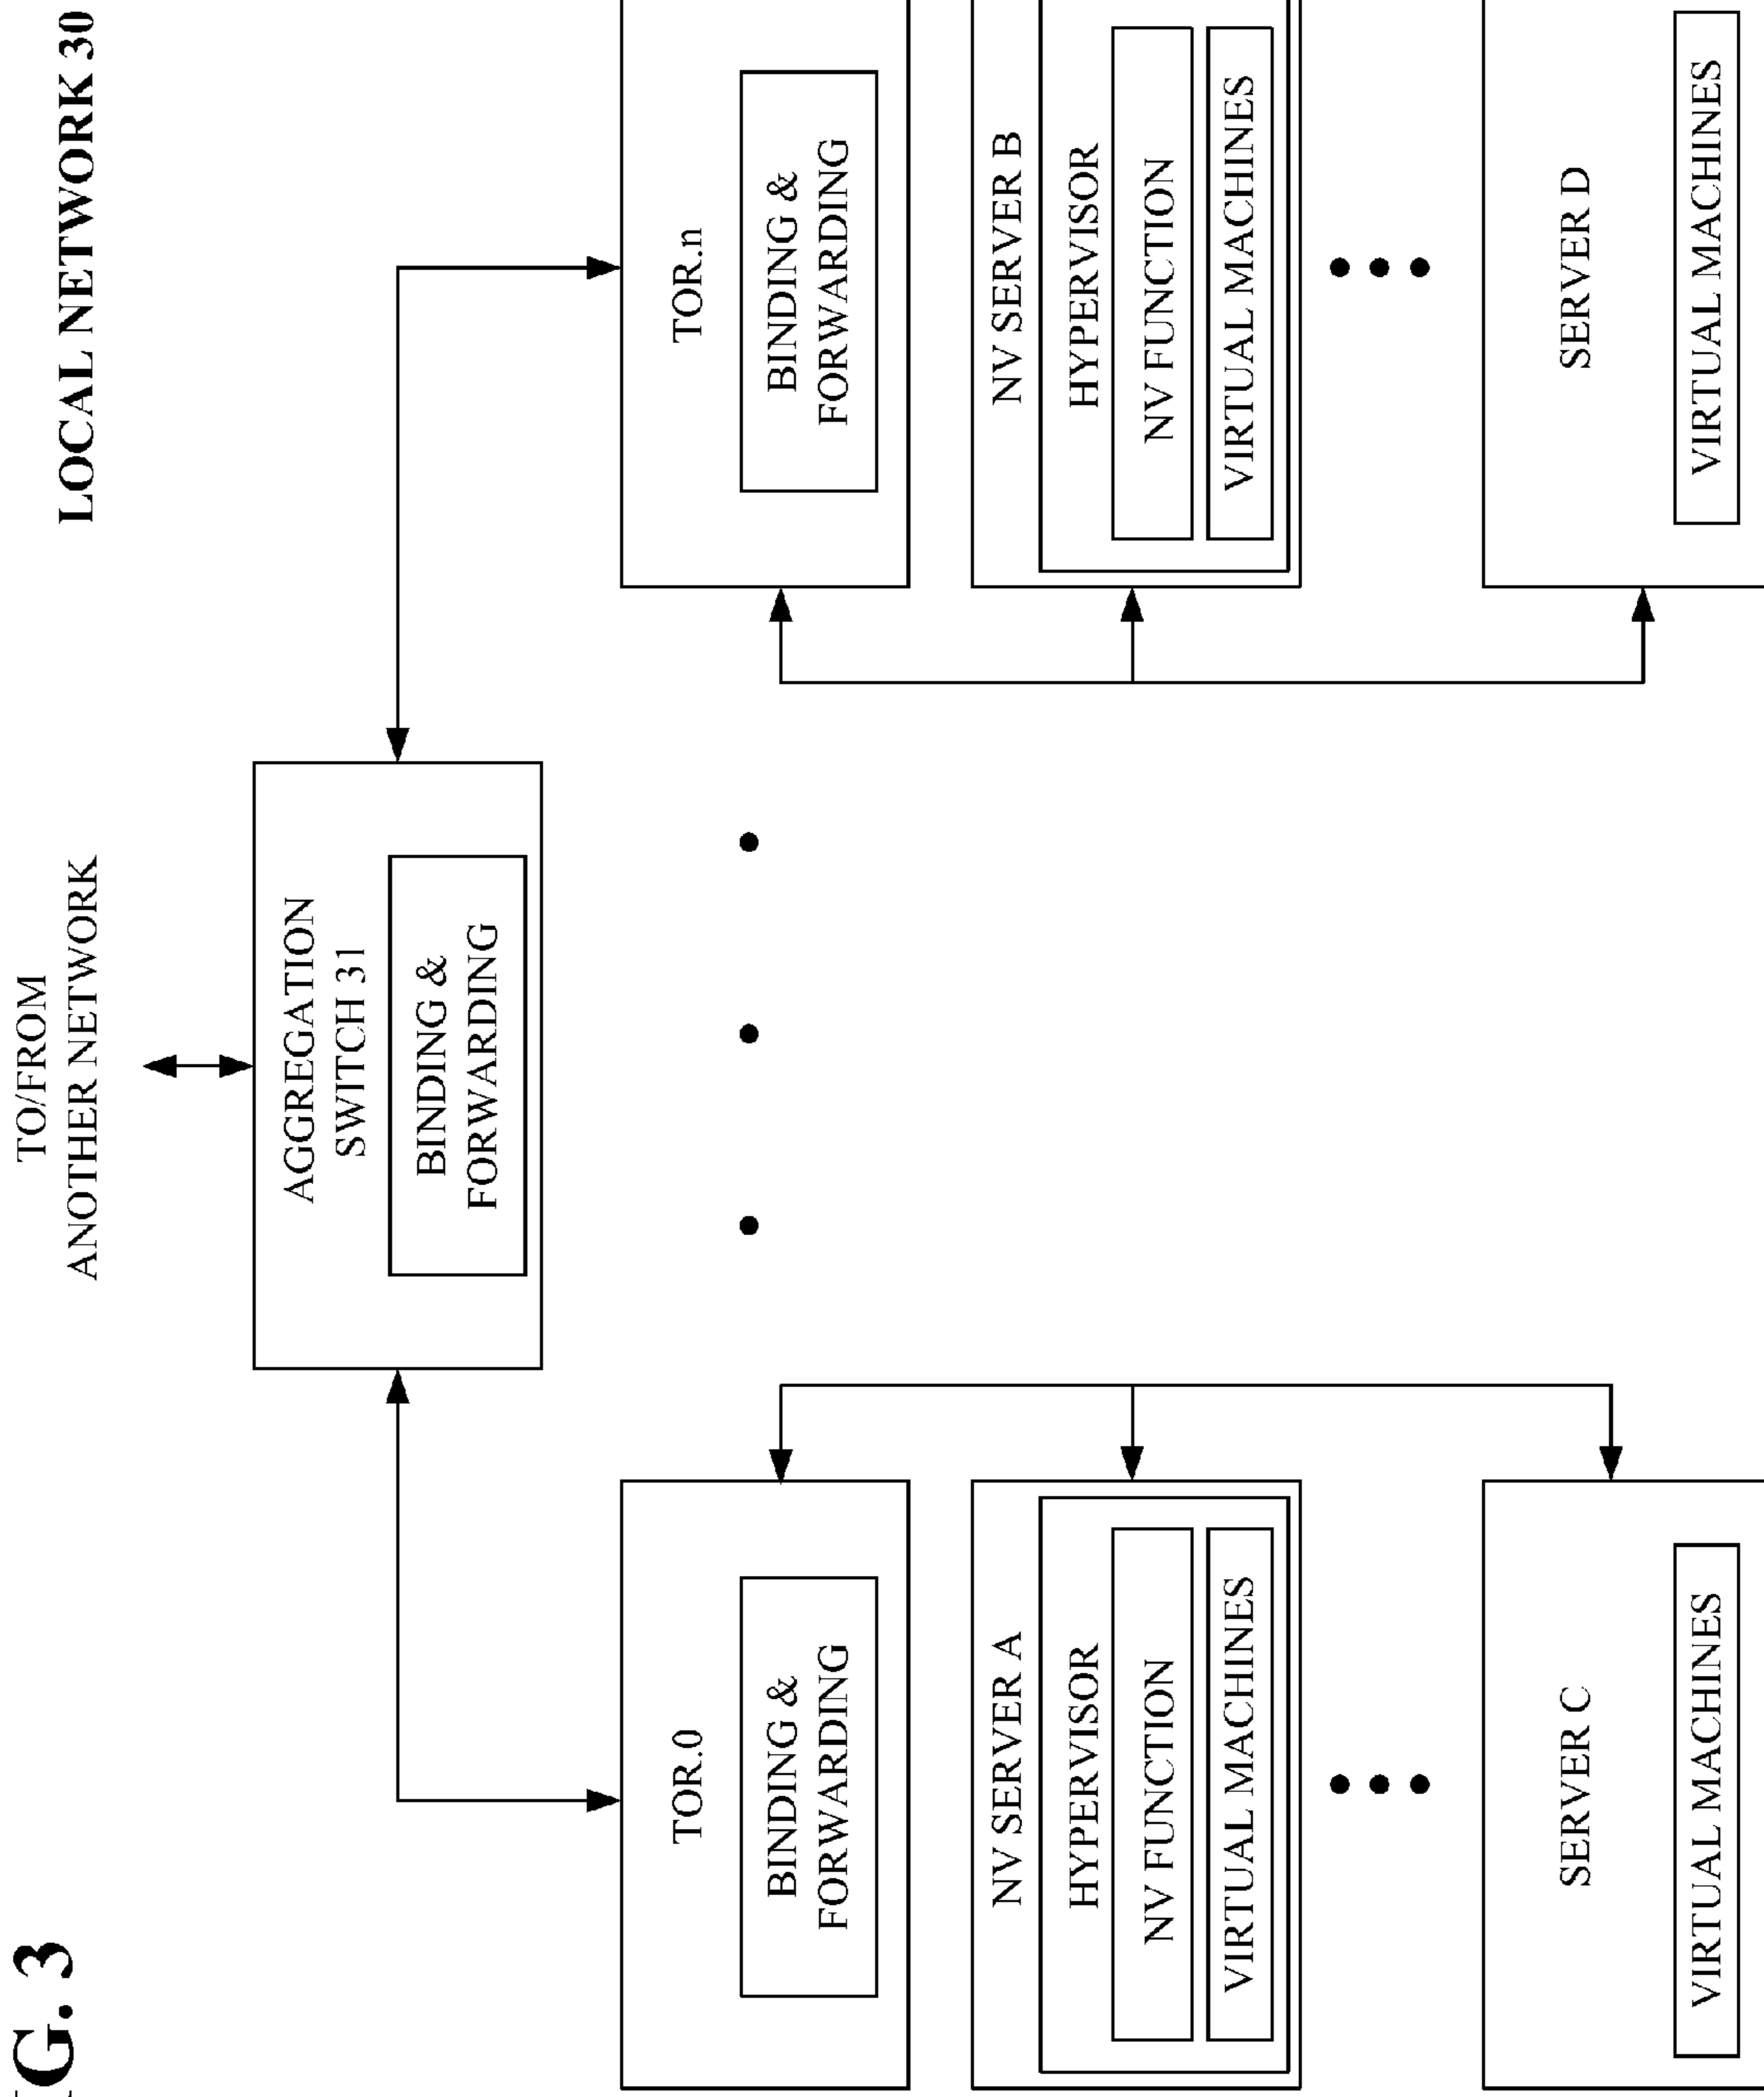 G. 3
TO/FROM
ANOTHER NETWORK
LOCAL NETWORK 30
AGGREGATION
SWITCH 31
BINDING &
FORWARDING
TOR.0
BINDING &
FORWARDING
NV SERVER A
HYPERVISOR
NV FUNCTION
VIRTUAL MACHINES
SERVER C
VIRTUAL MACHINES
TOR.n
BINDING &
FORWARDING
NV SERVER B
HYPERVISOR
NV FUNCTION
VIRTUAL MACHINES
SERVER D
VIRTUAL MACHINES